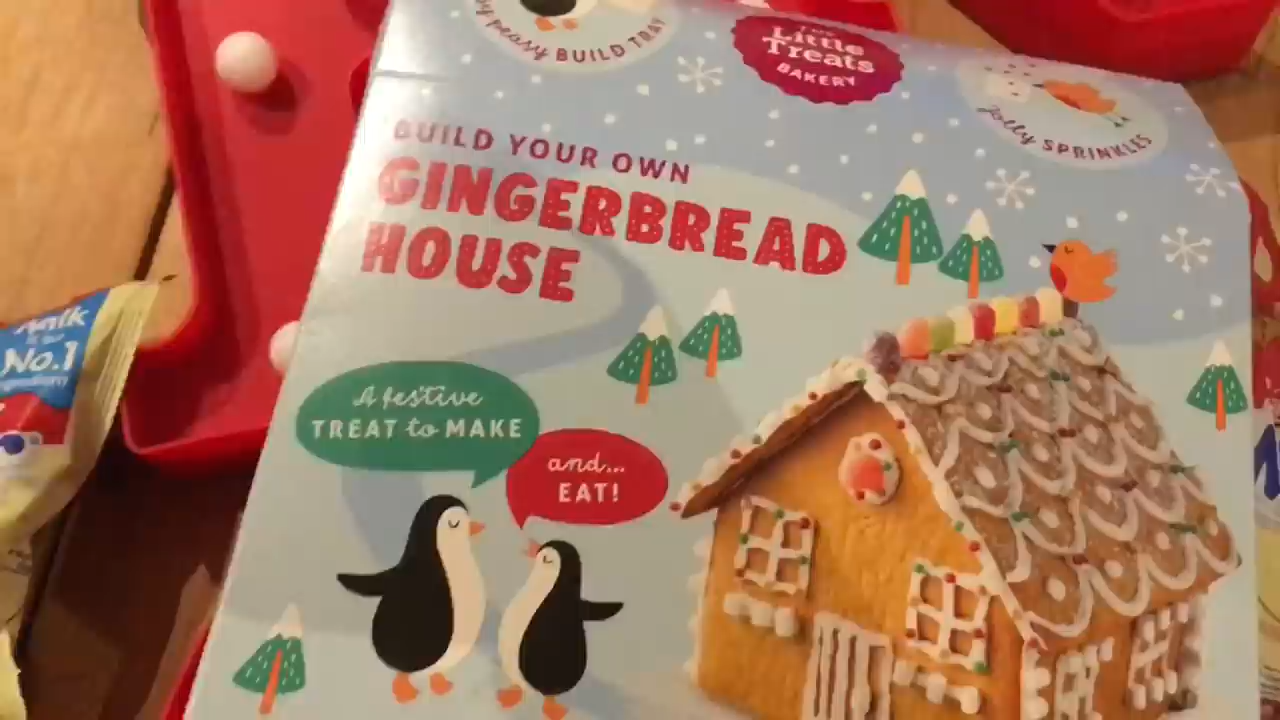 peasy BUILD TRAY
The
Little
Treats
BAKERY
Jolly SPRINKLES
BUILD YOUR OWN
GINGERBREAD
HOUSE
A festive
TREAT to MAKE
and...
EAT!
No.1